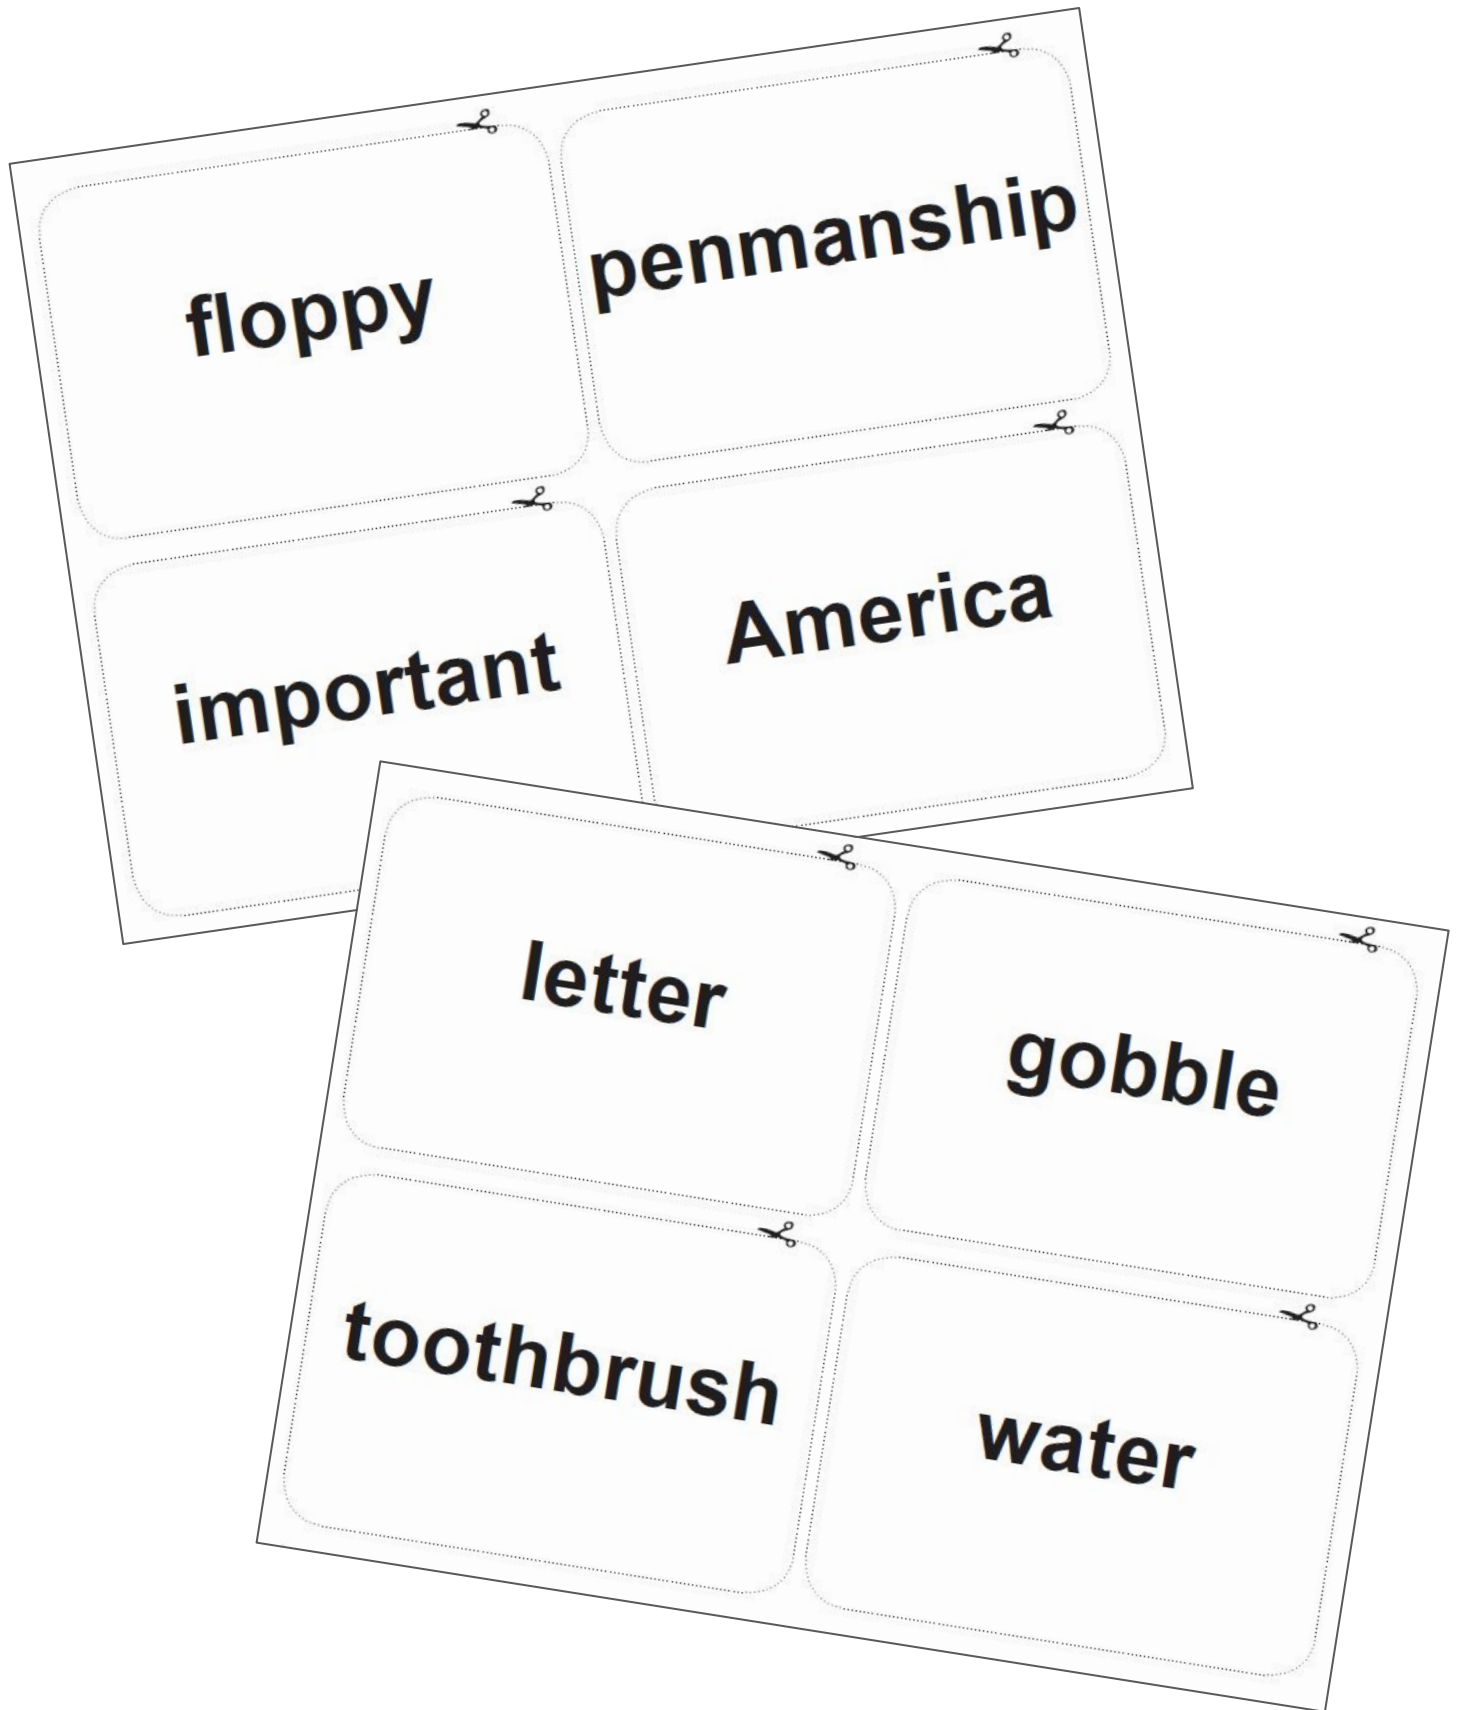 floppy
penmanship
important
America
letter
gobble
toothbrush
water